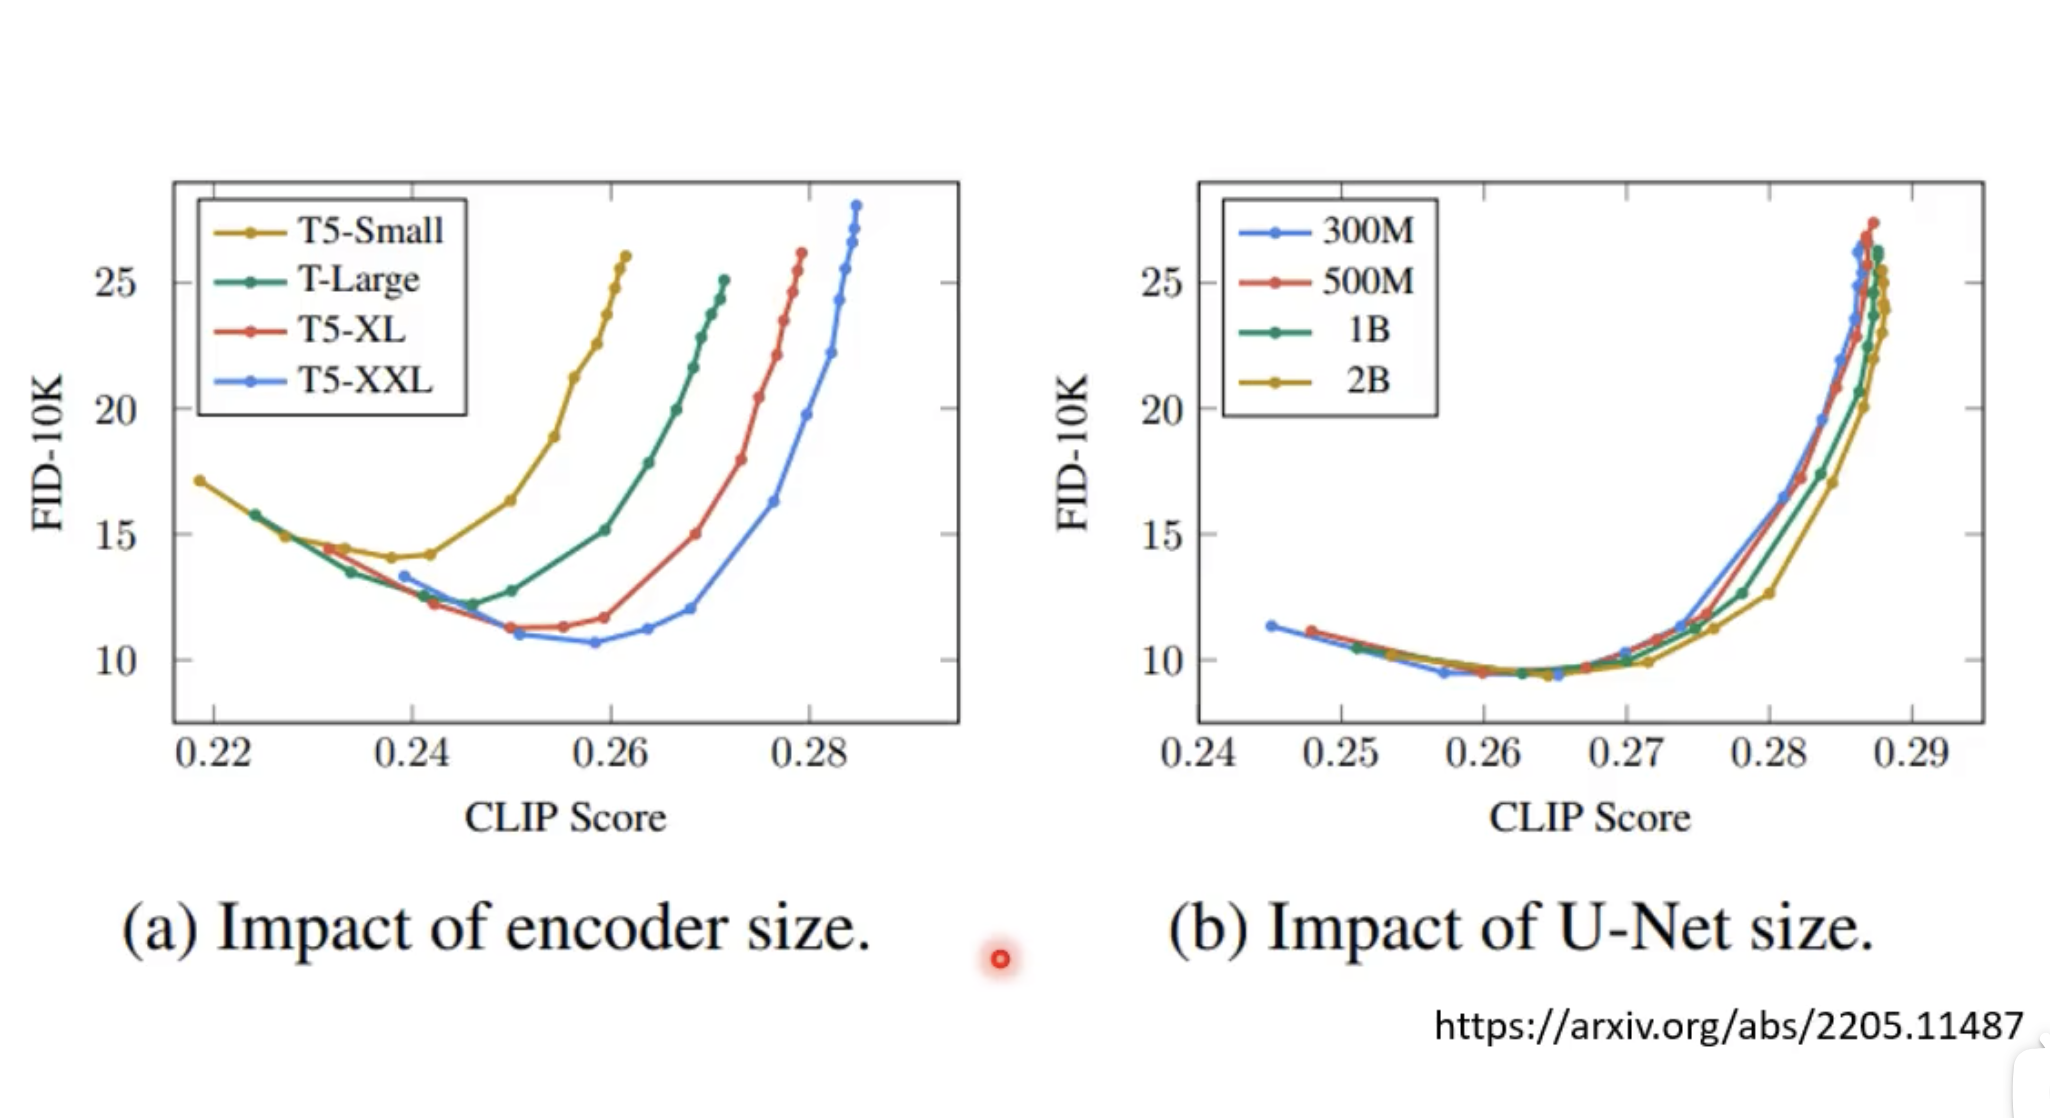 T5-Small
T-Large
T5-XL
T5-XXL
25
20
15
10
FID-10K
0.22 0.24 0.26 0.28
CLIP Score
(a) Impact of encoder size.
300M
500M
1B
2B
25
20
15
10
FID-10K
0.24 0.25 0.26 0.27 0.28 0.29
CLIP Score
(b) Impact of U-Net size.
https://arxiv.org/abs/2205.11487